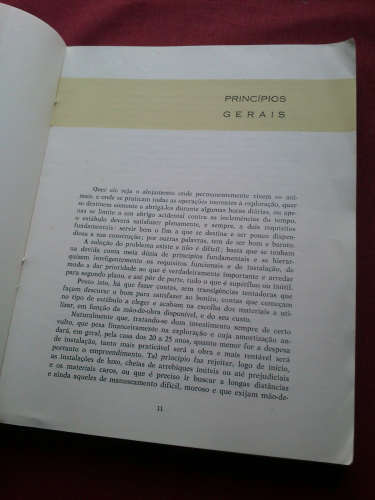 PRINCÍPIOS
GERAIS
Quer ele seja o alojamento onde permanentemente vivem os ani-
mais e onde se praticam todas as operações inerentes à exploração, quer
se destinem sòmente a abrigá-los durante algumas horas diárias, ou ape-
nas se limite a um abrigo acidental contra as inclemências do tempo,
o estábulo deverá satisfazer plenamente, e sempre, a dois requisitos
fundamentais: servir bem o fim a que se destina e ser pouco dispen-
diosa a sua construção; por outras palavras, tem de ser bom e barato.
A solução do problema existe e não é difícil; basta que se tenham
na devida conta meia dúzia de princípios fundamentais e se hierar-
quizem inteligentemente os requisitos funcionais e de instalação, de
modo a dar prioridade ao que é verdadeiramente importante e arredar
para segundo plano, e até pôr de parte, tudo o que é supérfluo ou inútil.
Posto isto, há que fazer contas, sem transigências tentadoras que
façam descurar o bom para satisfazer ao bonito, contas que começam
no tipo de estábulo a eleger e acabam na escolha dos materiais a uti-
lizar, em função da mão-de-obra disponível, e do seu custo.
Naturalmente que, tratando-se dum investimento sempre de certo
vulto, que pesa financeiramente na exploração e cuja amortização an-
dará, em geral, pela casa dos 20 a 25 anos, quanto menor for a despesa
de instalação, tanto mais praticável será a obra e mais rentável será
portanto o empreendimento. Tal princípio faz rejeitar, logo de início,
as instalações de luxo, cheias de arrebiques inúteis ou até prejudiciais
e os materiais caros, ou que é preciso ir buscar a longas distâncias
e ainda aqueles de manuseamento difícil, moroso e que exijam mão-de-
11